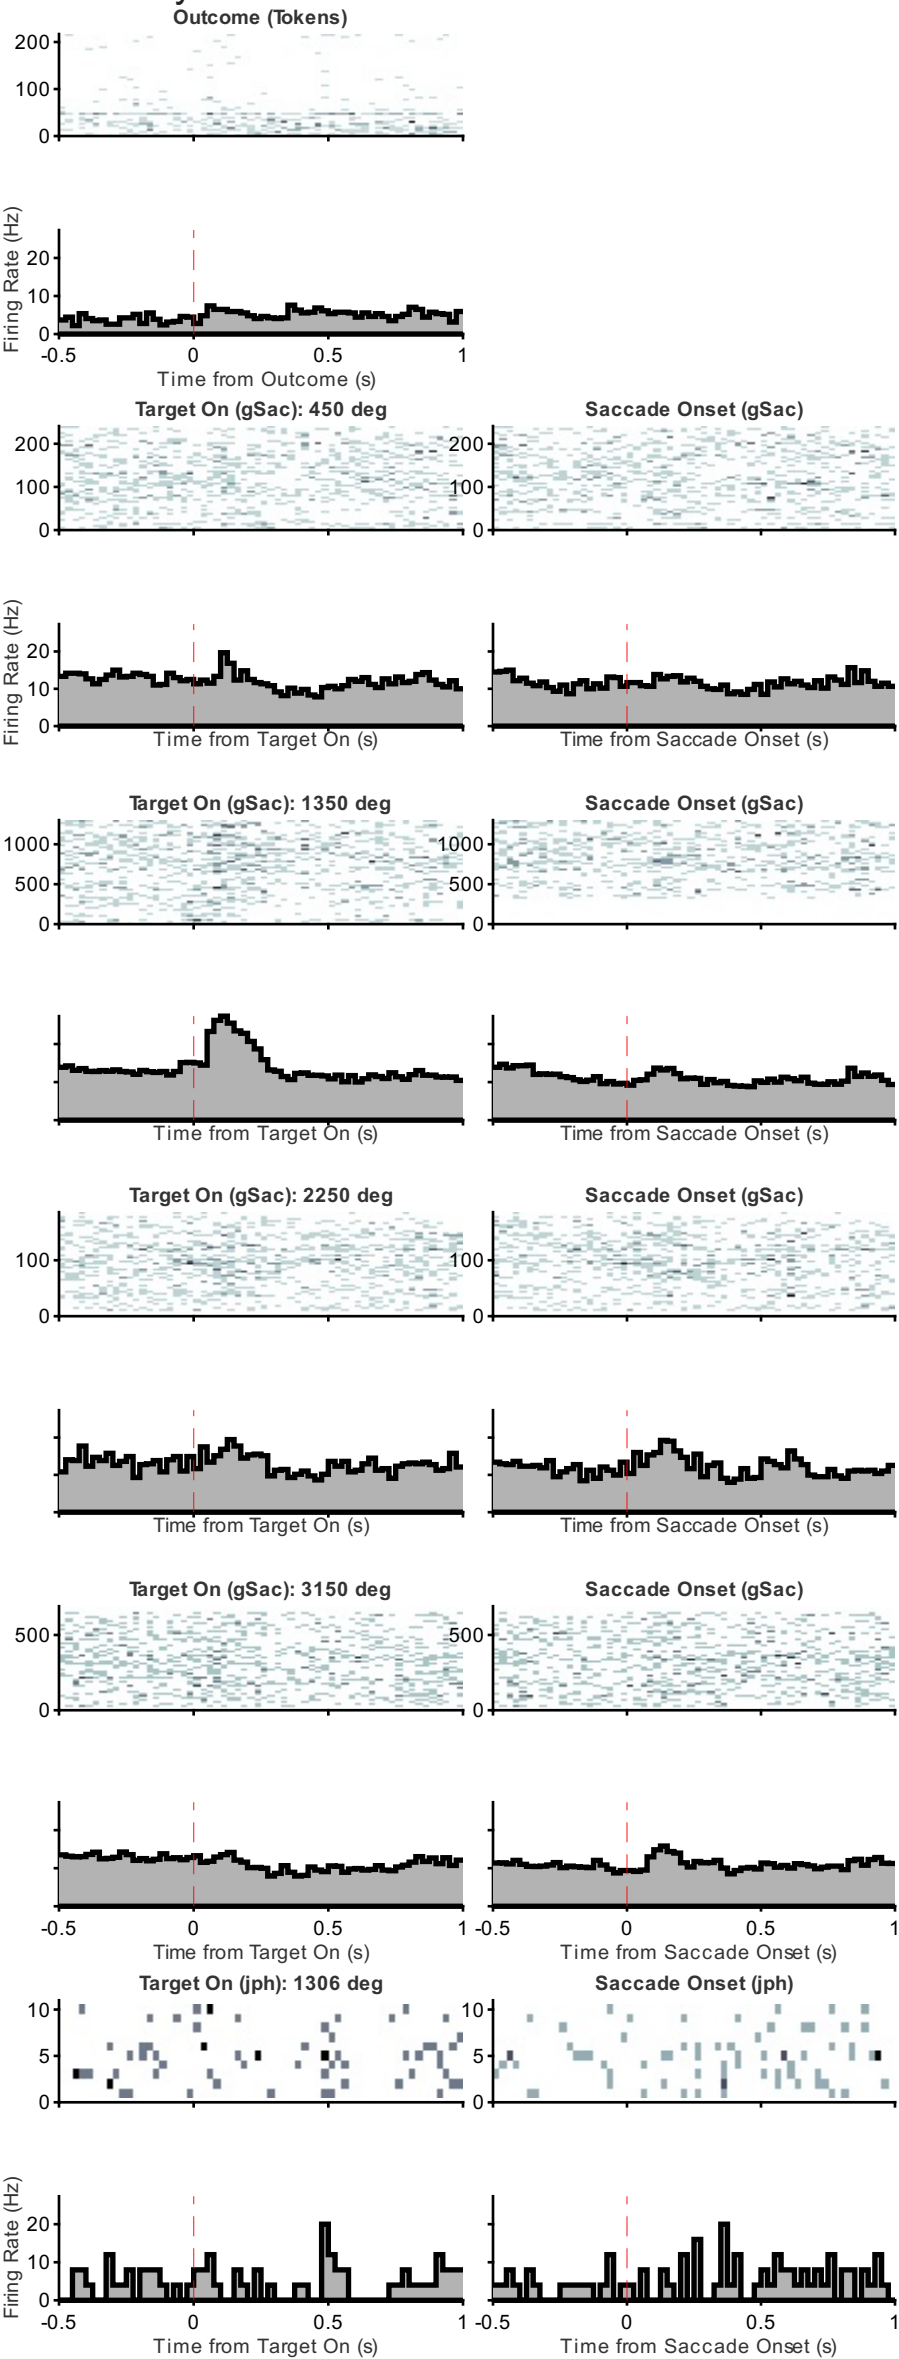 Outcome (Tokens)
200
100
0
Firing Rate (Hz)
20
10
0
-0.5 0 0.5 1
Time from Outcome (s)
Target On (gSac): 450 deg Saccade Onset (gSac)
200 200
100 100
0 0
Firing Rate (Hz)
20
10
0
Time from Target On (s) Time from Saccade Onset (s)
Target On (gSac): 1350 deg Saccade Onset (gSac)
1000 1000
500 500
0 0
Time from Target On (s) Time from Saccade Onset (s)
Target On (gSac): 2250 deg Saccade Onset (gSac)
100 100
0 0
Time from Target On (s) Time from Saccade Onset (s)
Target On (gSac): 3150 deg Saccade Onset (gSac)
500 500
0 0
-0.5 0 0.5 1 -0.5 0 0.5 1
Time from Target On (s) Time from Saccade Onset (s)
Target On (jph): 1306 deg Saccade Onset (jph)
10 10
5 5
0 0
Firing Rate (Hz)
20
10
0
-0.5 0 0.5 1 -0.5 0 0.5 1
Time from Target On (s) Time from Saccade Onset (s)